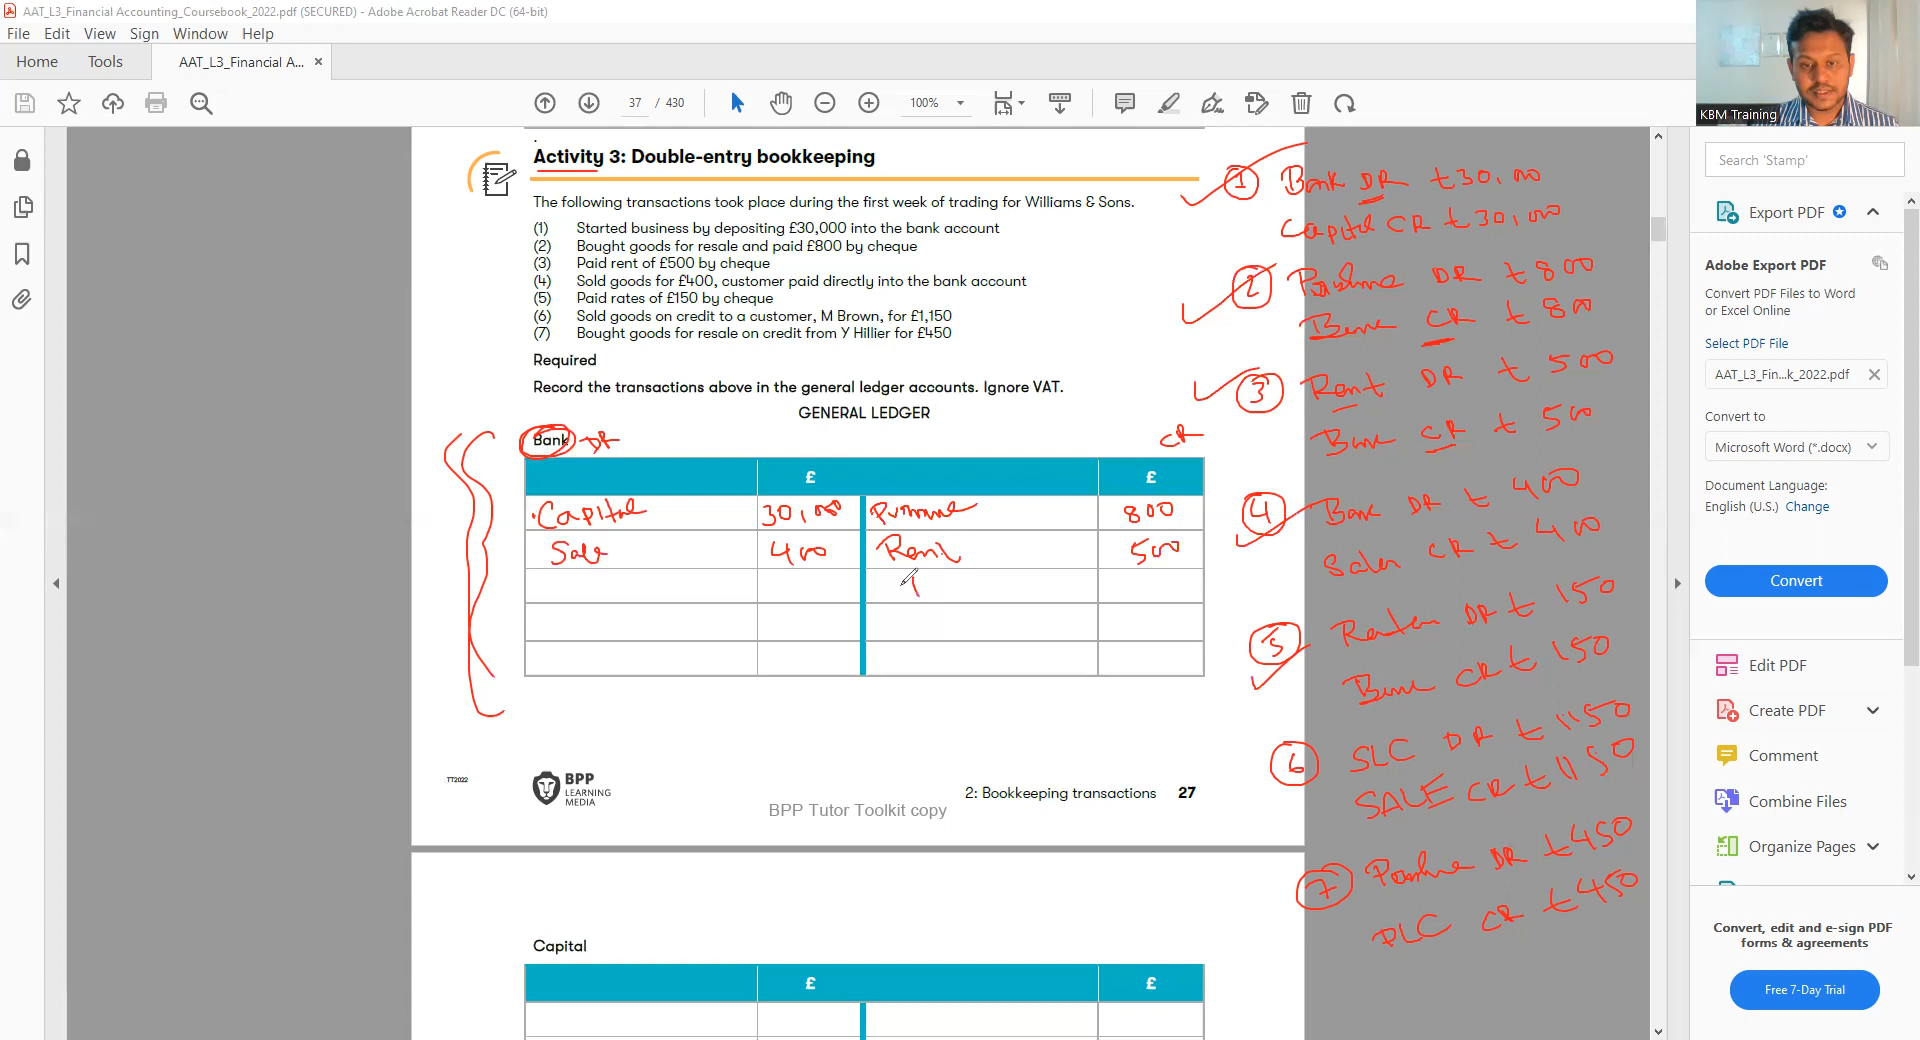 AAT_L3_Financial Accounting_Coursebook_2022.pdf (SECURED) - Adobe Acrobat Reader DC (64-bit)
File Edit View Sign Window Help
Home Tools AAT_L3_Financial A... ×
37 / 430 100%
KBM Training
Activity 3: Double-entry bookkeeping
The following transactions took place during the first week of trading for Williams & Sons.
(1) Started business by depositing £30,000 into the bank account
(2) Bought goods for resale and paid £800 by cheque
(3) Paid rent of £500 by cheque
(4) Sold goods for £400, customer paid directly into the bank account
(5) Paid rates of £150 by cheque
(6) Sold goods on credit to a customer, M Brown, for £1,150
(7) Bought goods for resale on credit from Y Hillier for £450
Required
Record the transactions above in the general ledger accounts. Ignore VAT.
GENERAL LEDGER
Bank DR CR
£ £
Capital 30,000 800
Sale 400 Rent 500
TT2022
BPP
LEARNING
MEDIA
2: Bookkeeping transactions 27
BPP Tutor Toolkit copy
Capital
£ £
1 Bank DR £30,000
Capital CR £30,000
2 DR £800
CR £800
3 Rent DR £500
CR £500
4 Bank DR £400
Sales CR £400
5 DR £150
CR £150
6 SLC DR £1150
SALE CR £1150
7 DR £450
PLC CR £450
Search 'Stamp'
Export PDF
Adobe Export PDF
Convert PDF Files to Word
or Excel Online
Select PDF File
AAT_L3_Fin...k_2022.pdf
Convert to
Microsoft Word (*.docx)
Document Language:
English (U.S.) Change
Convert
Edit PDF
Create PDF
Comment
Combine Files
Organize Pages
Convert, edit and e-sign PDF
forms & agreements
Free 7-Day Trial